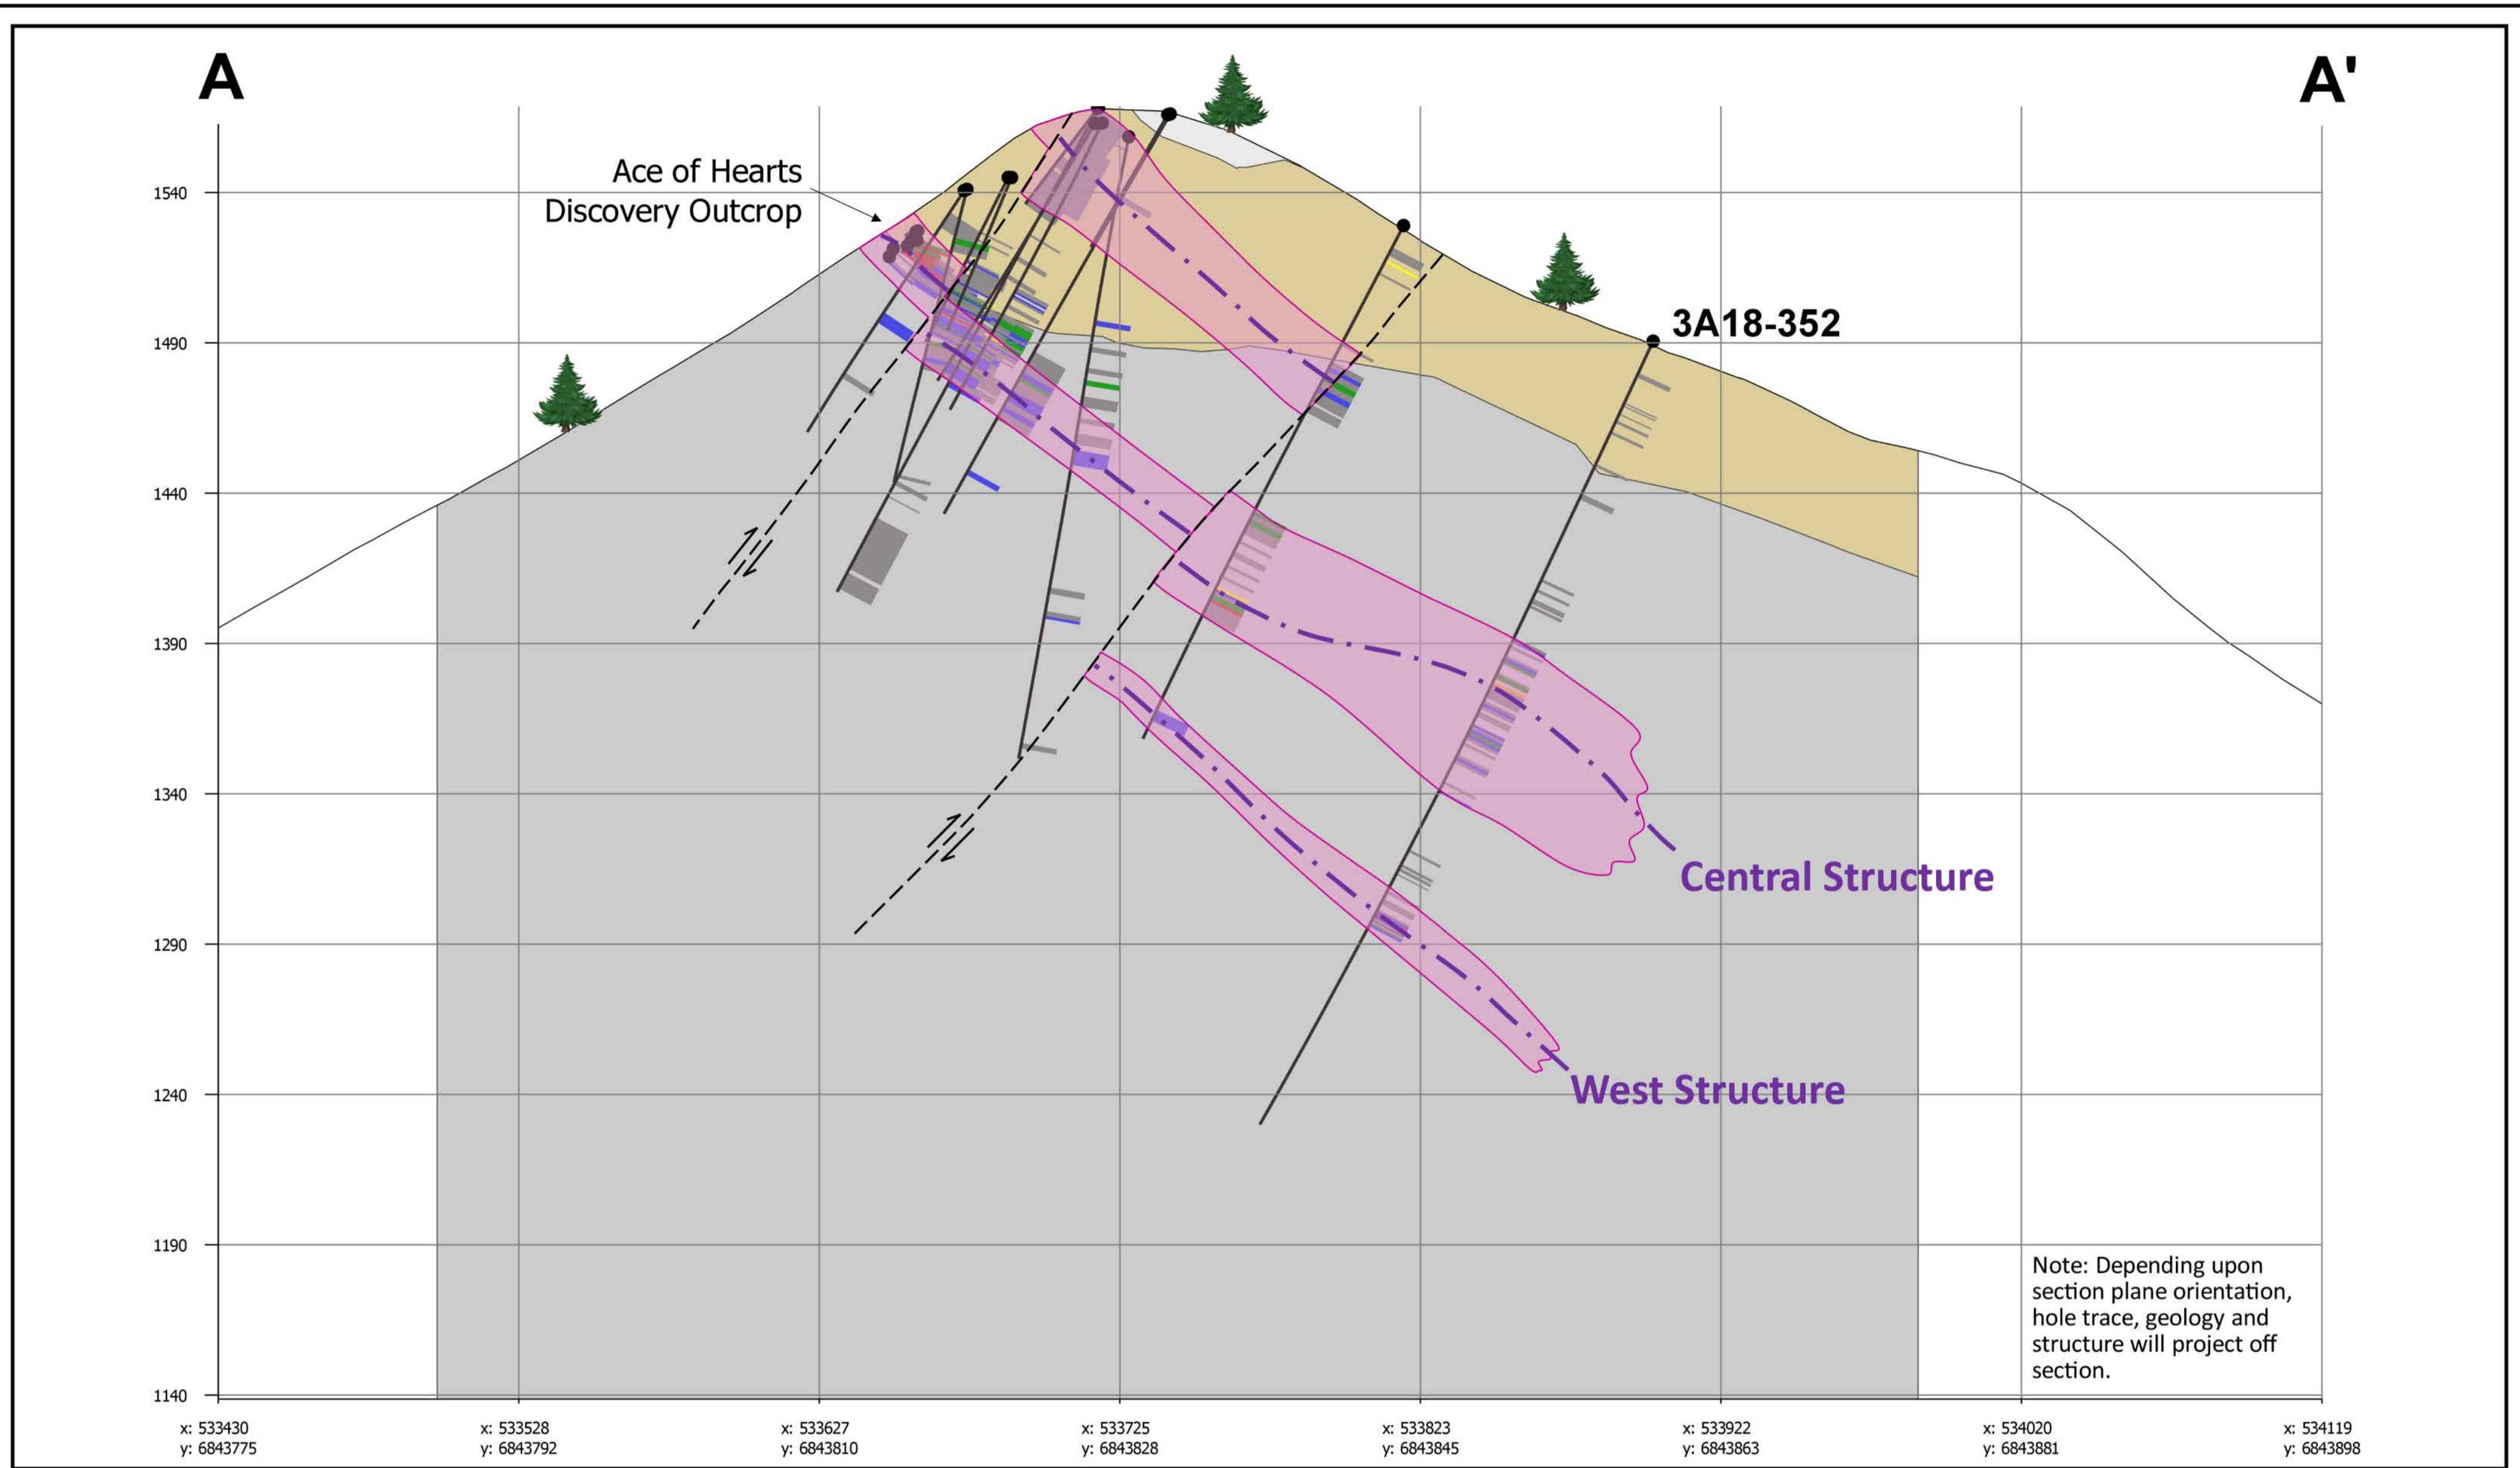 A
A'
Ace of Hearts
Discovery Outcrop
3A18-352
1540
1490
1440
1390
1340
1290
1240
1190
1140
Central Structure
West Structure
Note: Depending upon
section plane orientation,
hole trace, geology and
structure will project off
section.
x: 533430
y: 6843775
x: 533528
y: 6843792
x: 533627
y: 6843810
x: 533725
y: 6843828
x: 533823
y: 6843845
x: 533922
y: 6843863
x: 534020
y: 6843881
x: 534119
y: 6843898